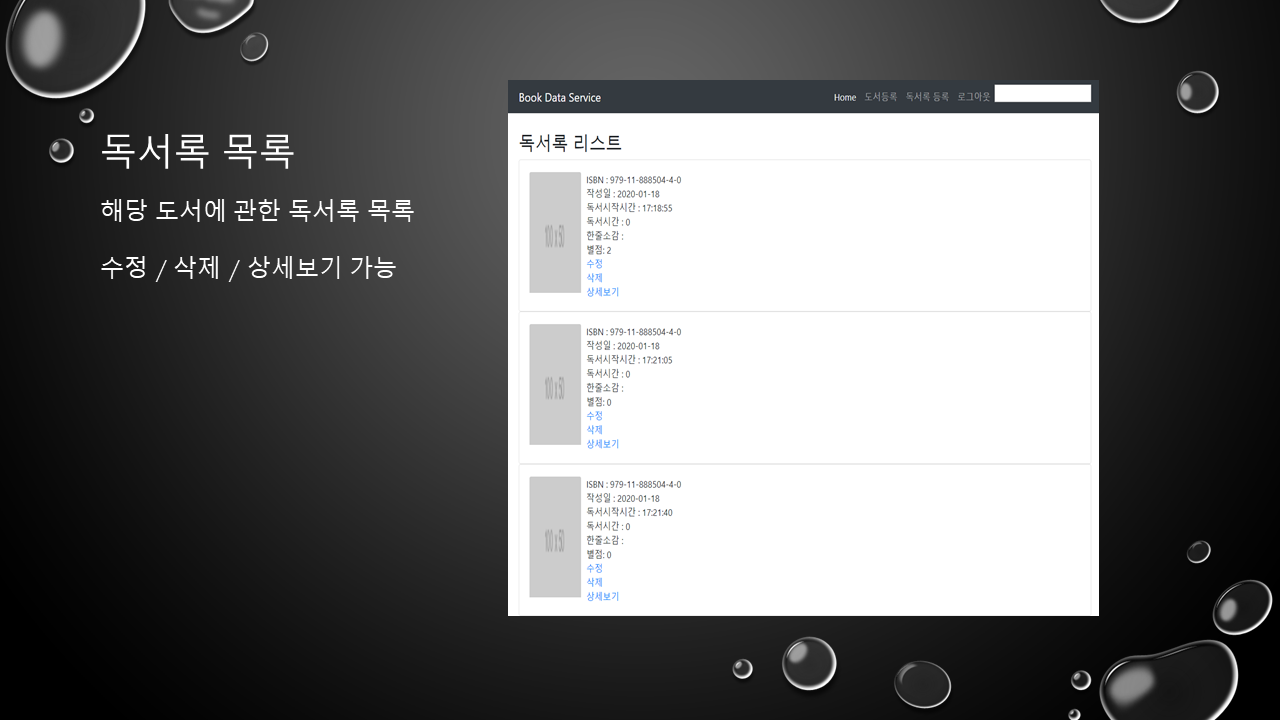 독서록 목록
해당 도서에 관한 독서록 목록
수정 / 삭제 / 상세보기 가능
Book Data Service
Home 도서등록 독서록 등록 로그아웃
독서록 리스트
100 x 50
ISBN : 979-11-888504-4-0
작성일 : 2020-01-18
독서시작시간 : 17:18:55
독서시간 : 0
한줄소감 :
별점: 2
수정
삭제
상세보기
100 x 50
ISBN : 979-11-888504-4-0
작성일 : 2020-01-18
독서시작시간 : 17:21:05
독서시간 : 0
한줄소감 :
별점: 0
수정
삭제
상세보기
100 x 50
ISBN : 979-11-888504-4-0
작성일 : 2020-01-18
독서시작시간 : 17:21:40
독서시간 : 0
한줄소감 :
별점: 0
수정
삭제
상세보기